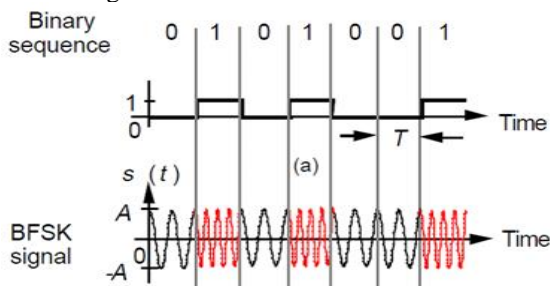 Binary
sequence
0 1 0 1 0 0 1
1
0
Time
T
(a)
s (t)
A
BFSK
signal
0
-A
Time